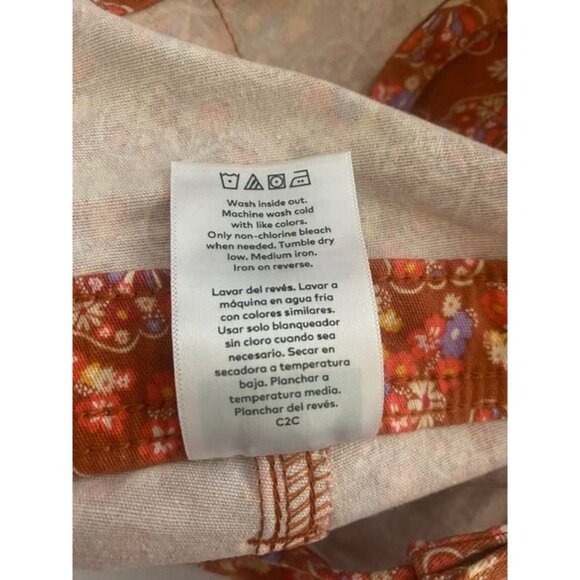 Wash inside out.
Machine wash cold
with like colors.
Only non-chlorine bleach
when needed. Tumble dry
low. Medium iron.
Iron on reverse.
Lavar del revés. Lavar a
máquina en agua fría
con colores similares.
Usar solo blanqueador
sin cloro cuando sea
necesario. Secar en
secadora a temperatura
baja. Planchar a
temperatura media.
Planchar del revés.
C2C